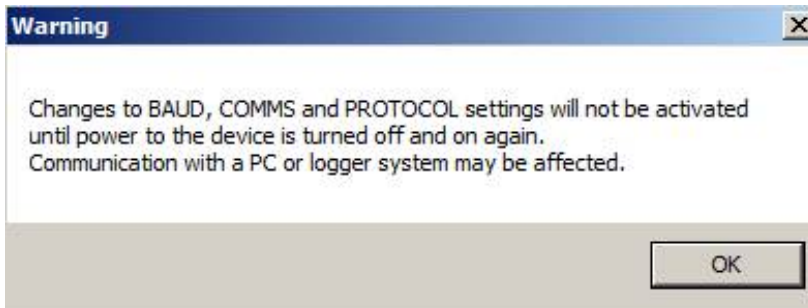 Warning
Changes to BAUD, COMMS and PROTOCOL settings will not be activated
until power to the device is turned off and on again.
Communication with a PC or logger system may be affected.
OK